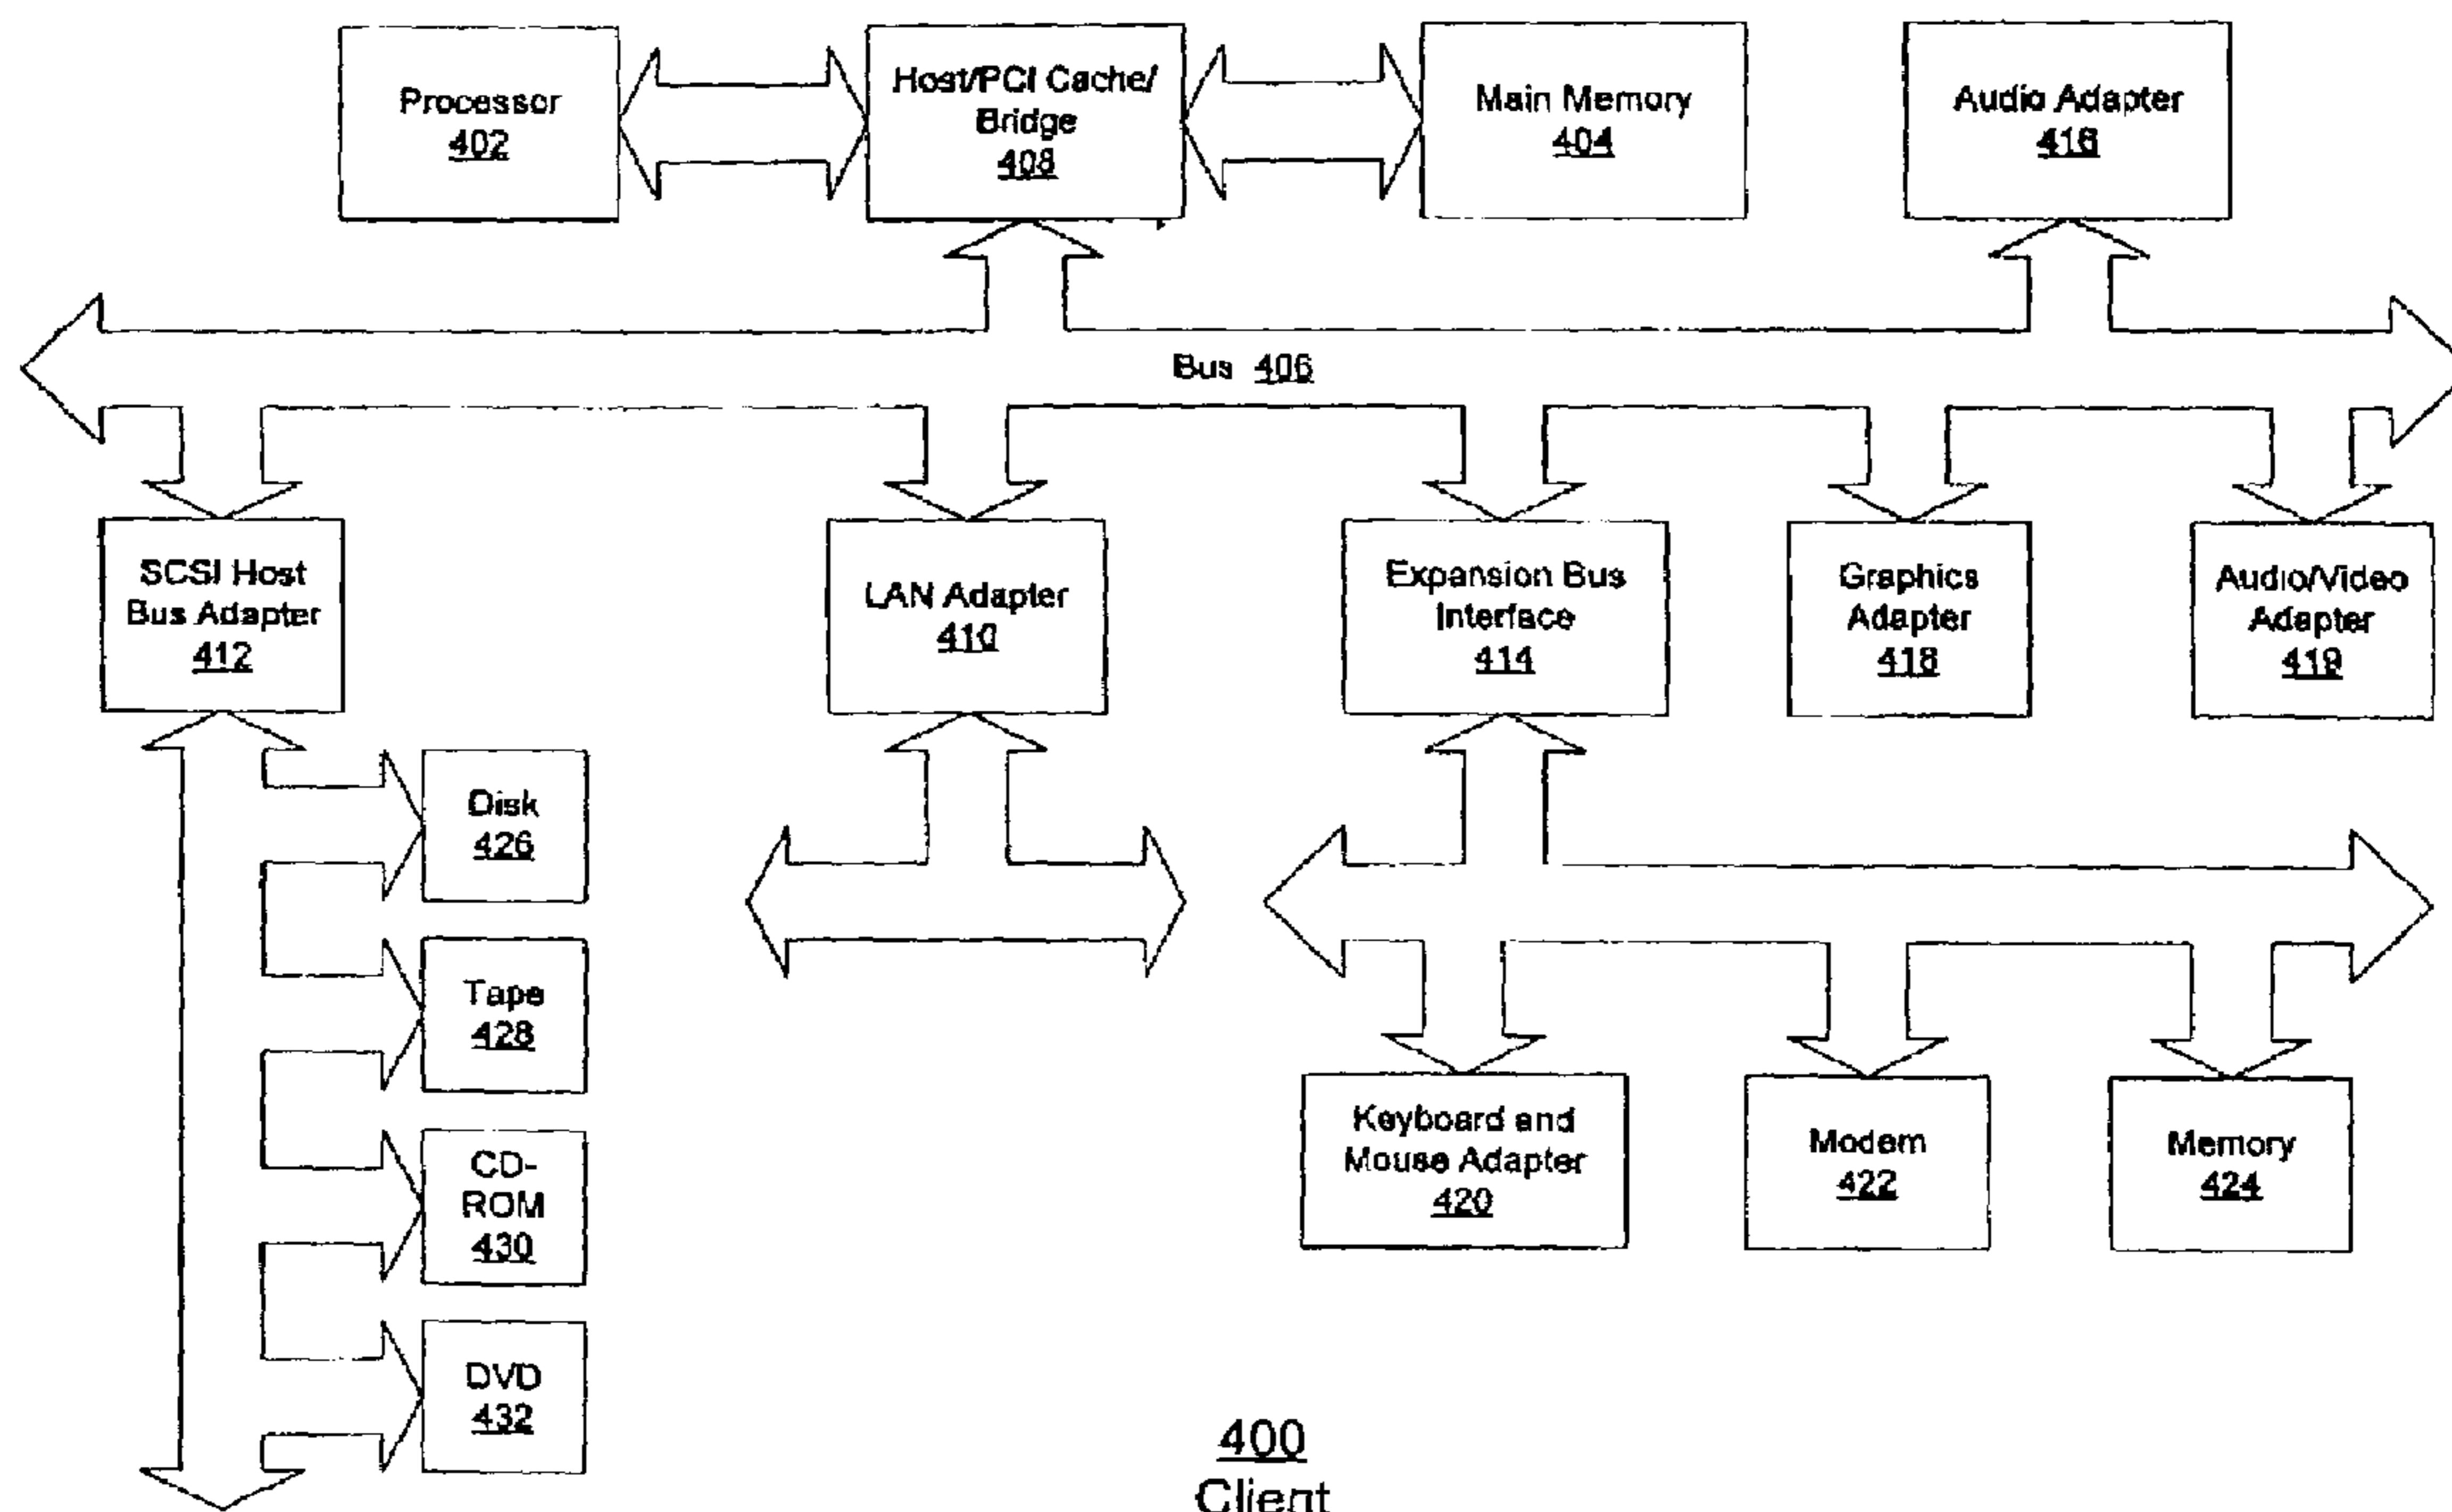 Processor
402
Host/PCI Cache/
Bridge
408
Main Memory
404
Audio Adapter
416
Bus 406
SCSI Host
Bus Adapter
412
LAN Adapter
410
Expansion Bus
Interface
414
Graphics
Adapter
418
Audio/Video
Adapter
419
Disk
426
Tape
428
CD-
ROM
430
DVD
432
Keyboard and
Mouse Adapter
420
Modem
422
Memory
424
400
Client